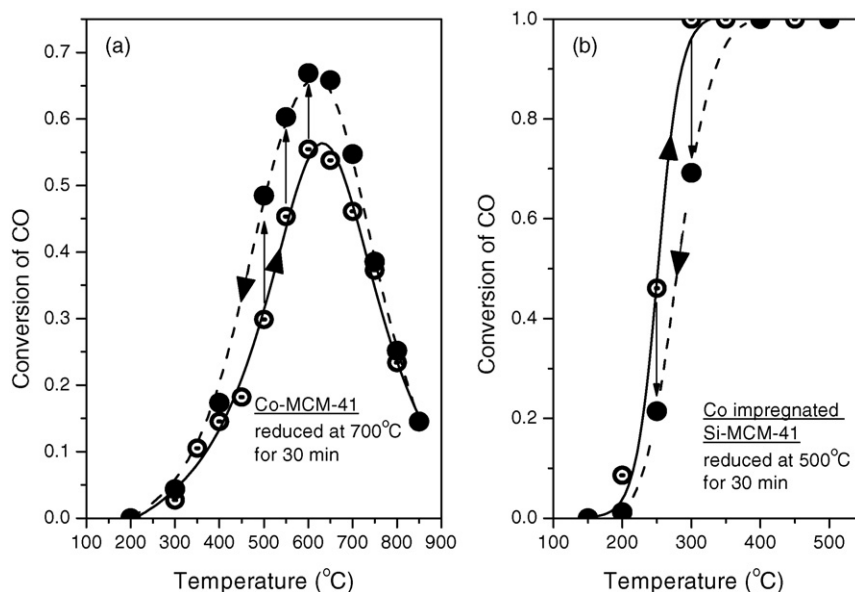 (a)
0.7
0.6
0.5
0.4
0.3
0.2
0.1
0.0
Conversion of CO
Co-MCM-41
reduced at 700°C
for 30 min
100 200 300 400 500 600 700 800 900
Temperature (°C)
(b)
1.0
0.8
0.6
0.4
0.2
0.0
Conversion of CO
Co impregnated
Si-MCM-41
reduced at 500°C
for 30 min
100 200 300 400 500
Temperature (°C)